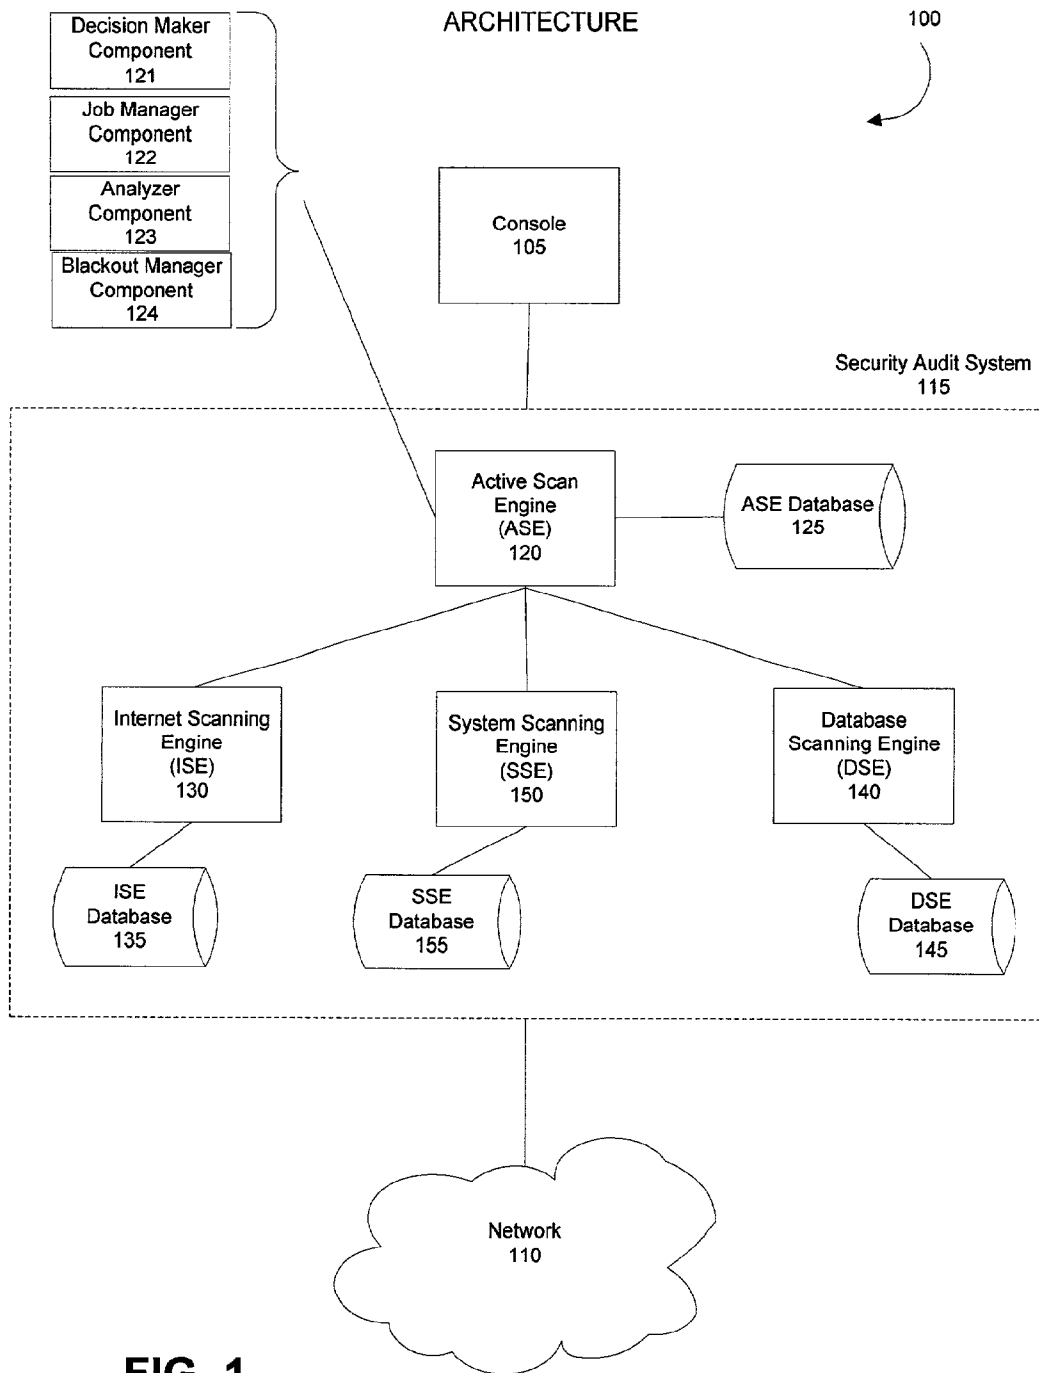 ARCHITECTURE
100
Decision Maker
Component
121
Job Manager
Component
122
Analyzer
Component
123
Blackout Manager
Component
124
Console
105
Security Audit System
115
Active Scan
Engine
(ASE)
120
ASE Database
125
Internet Scanning
Engine
(ISE)
130
System Scanning
Engine
(SSE)
150
Database
Scanning Engine
(DSE)
140
ISE
Database
135
SSE
Database
155
DSE
Database
145
Network
110
FIG. 1